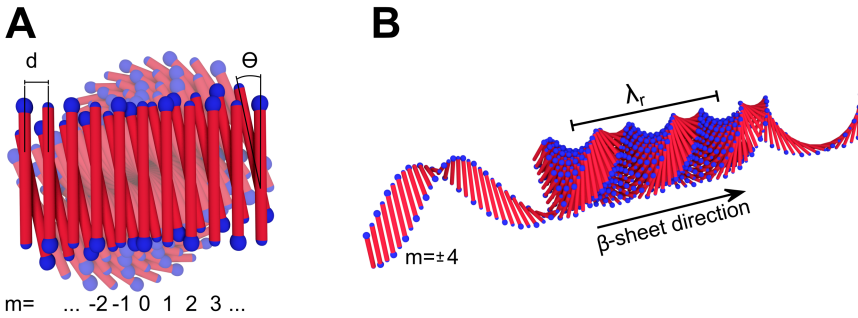 A
d
Θ
m= ... -2 -1 0 1 2 3 ...
B
λr
β-sheet direction
m=±4